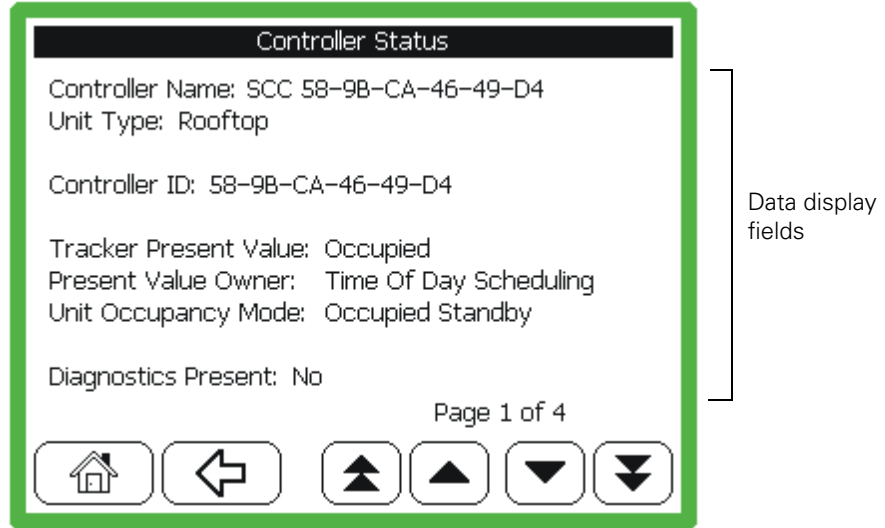 Controller Status
Controller Name: SCC 58-9B-CA-46-49-D4
Unit Type: Rooftop
Controller ID: 58-9B-CA-46-49-D4
Tracker Present Value: Occupied
Present Value Owner: Time Of Day Scheduling
Unit Occupancy Mode: Occupied Standby
Diagnostics Present: No
Page 1 of 4
Data display
fields